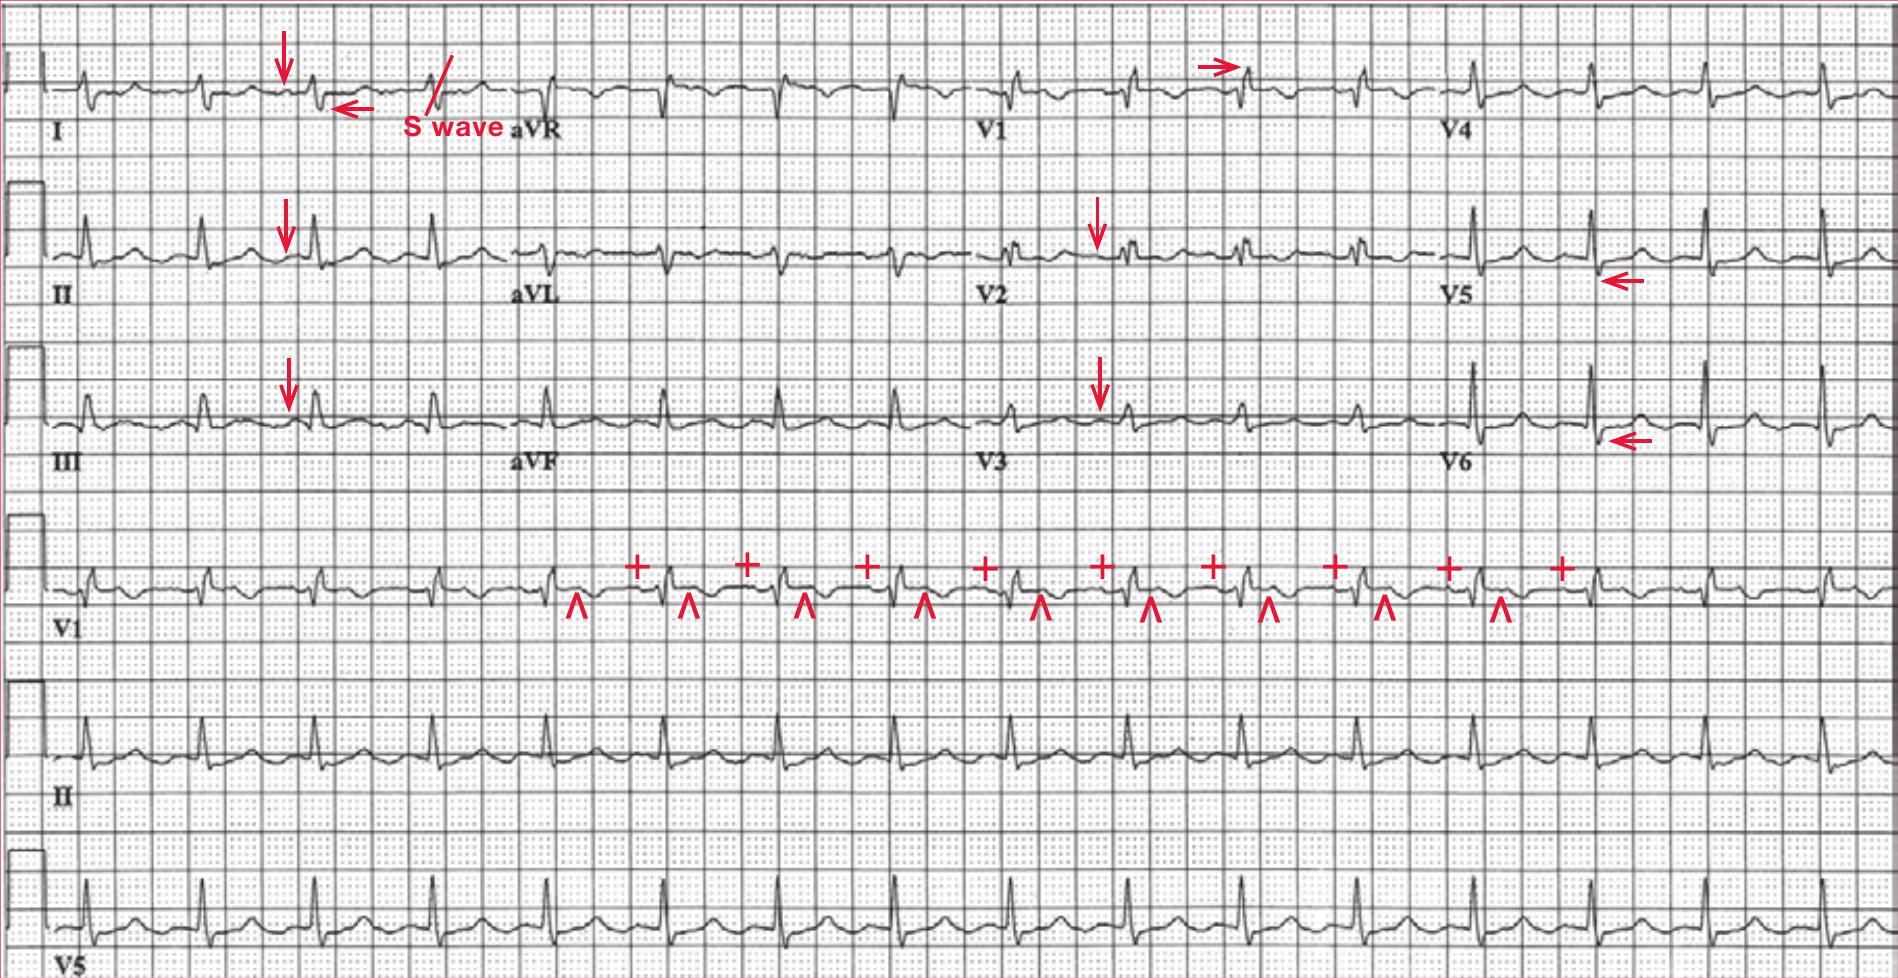 S wave
I aVR V1 V4
II aVL V2 V5
III aVF V3 V6
+ + + + + + + + +
^ ^ ^ ^ ^ ^ ^ ^ ^
V1
II
V5